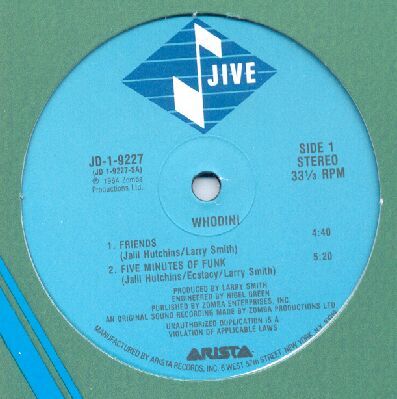 JIVE
JD-1-9227
(JD 1-9227-SA)
℗ 1984 Zomba
Productions Ltd.
SIDE 1
STEREO
33⅓ RPM
WHODINI
1. FRIENDS 4:40
(Jalil Hutchins/Larry Smith)
2. FIVE MINUTES OF FUNK 5:20
(Jalil Hutchins/Ecstacy/Larry Smith)
PRODUCED BY LARRY SMITH
ENGINEERED BY NIGEL GREEN
PUBLISHED BY ZOMBA ENTERPRISES, INC.
AN ORIGINAL SOUND RECORDING MADE BY ZOMBA PRODUCTIONS LTD
UNAUTHORIZED DUPLICATION IS A
VIOLATION OF APPLICABLE LAWS
ARISTA
MANUFACTURED BY ARISTA RECORDS, INC. 6 WEST 57th STREET, NEW YORK, N.Y.